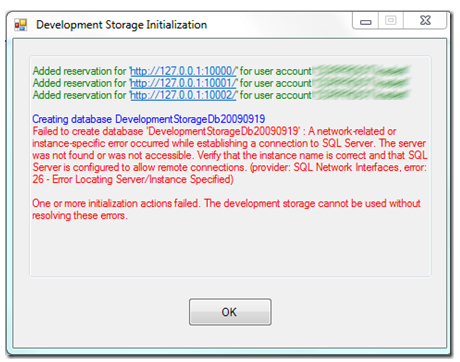 Development Storage Initialization
Added reservation for 'http://127.0.0.1:10000/' for user account
Added reservation for 'http://127.0.0.1:10001/' for user account
Added reservation for 'http://127.0.0.1:10002/' for user account
Creating database DevelopmentStorageDb20090919
Failed to create database 'DevelopmentStorageDb20090919' : A network-related or
instance-specific error occurred while establishing a connection to SQL Server. The server
was not found or was not accessible. Verify that the instance name is correct and that SQL
Server is configured to allow remote connections. (provider: SQL Network Interfaces, error:
26 - Error Locating Server/Instance Specified)
One or more initialization actions failed. The development storage cannot be used without
resolving these errors.
OK